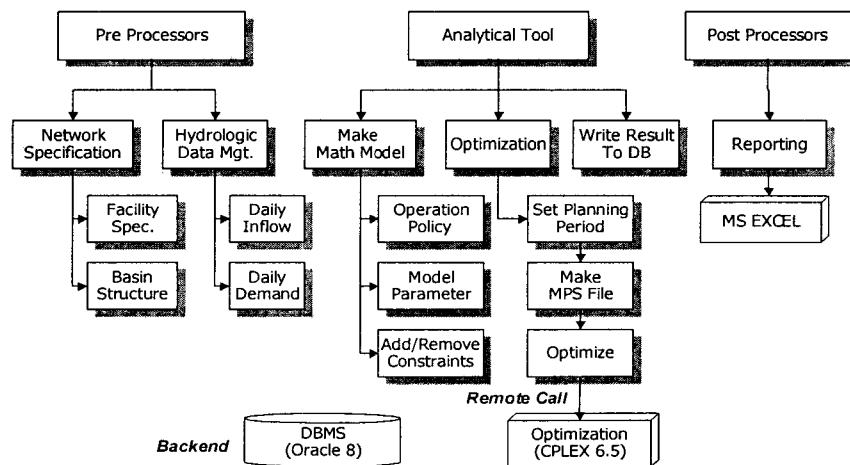 Pre Processors
Analytical Tool
Post Processors
Network
Specification
Hydrologic
Data Mgt.
Make
Math Model
Optimization
Write Result
To DB
Reporting
Facility
Spec.
Daily
Inflow
Operation
Policy
Set Planning
Period
MS EXCEL
Basin
Structure
Daily
Demand
Model
Parameter
Make
MPS File
Add/Remove
Constraints
Optimize
Remote Call
Backend
DBMS
(Oracle 8)
Optimization
(CPLEX 6.5)